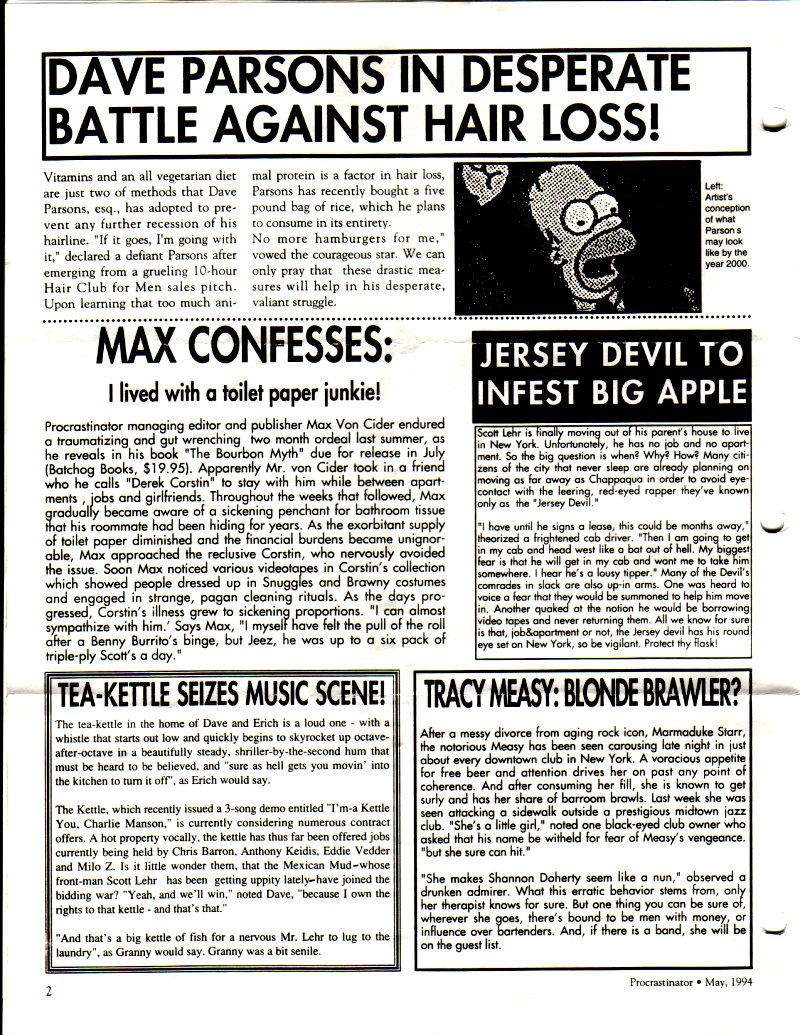 DAVE PARSONS IN DESPERATE
BATTLE AGAINST HAIR LOSS!
Vitamins and an all vegetarian diet
are just two of methods that Dave
Parsons, esq., has adopted to pre-
vent any further recession of his
hairline. "If it goes, I'm going with
it," declared a defiant Parsons after
emerging from a grueling 10-hour
Hair Club for Men sales pitch.
Upon learning that too much ani-
mal protein is a factor in hair loss,
Parsons has recently bought a five
pound bag of rice, which he plans
to consume in its entirety.
No more hamburgers for me,"
vowed the courageous star. We can
only pray that these drastic mea-
sures will help in his desperate,
valiant struggle.
Left:
Artist's
conception
of what
Parson s
may look
like by the
year 2000.
MAX CONFESSES:
I lived with a toilet paper junkie!
Procrastinator managing editor and publisher Max Von Cider endured
a traumatizing and gut wrenching two month ordeal last summer, as
he reveals in his book "The Bourbon Myth" due for release in July
(Batchog Books, $19.95). Apparently Mr. von Cider took in a friend
who he calls "Derek Corstin" to stay with him while between apart-
ments , jobs and girlfriends. Throughout the weeks that followed, Max
gradually became aware of a sickening penchant for bathroom tissue
that his roommate had been hiding for years. As the exorbitant supply
of toilet paper diminished and the financial burdens became unignor-
able, Max approached the reclusive Corstin, who nervously avoided
the issue. Soon Max noticed various videotapes in Corstin's collection
which showed people dressed up in Snuggles and Brawny costumes
and engaged in strange, pagan cleaning rituals. As the days pro-
gressed, Corstin's illness grew to sickening proportions. "I can almost
sympathize with him.' Says Max, "I myself have felt the pull of the roll
after a Benny Burrito's binge, but Jeez, he was up to a six pack of
triple-ply Scott's a day."
JERSEY DEVIL TO
INFEST BIG APPLE
Scott Lehr is finally moving out of his parent's house to live
in New York. Unfortunately, he has no job and no apart-
ment. So the big question is when? Why? How? Many citi-
zens of the city that never sleep are already planning on
moving as far away as Chappaqua in order to avoid eye-
contact with the leering, red-eyed rapper they've known
only as the "Jersey Devil."
"I have until he signs a lease, this could be months away,"
theorized a frightened cab driver. "Then I am going to get
in my cab and head west like a bat out of hell. My biggest
fear is that he will get in my cab and want me to take him
somewhere. I hear he's a lousy tipper." Many of the Devil's
comrades in slack are also up-in arms. One was heard to
voice a fear that they would be summoned to help him move
in. Another quaked at the notion he would be borrowing
video tapes and never returning them. All we know for sure
is that, job&apartment or not, the Jersey devil has his round
eye set on New York, so be vigilant. Protect thy flask!
TEA-KETTLE SEIZES MUSIC SCENE!
The tea-kettle in the home of Dave and Erich is a loud one - with a
whistle that starts out low and quickly begins to skyrocket up octave-
after-octave in a beautifully steady, shriller-by-the-second hum that
must be heard to be believed, and "sure as hell gets you movin' into
the kitchen to turn it off", as Erich would say.
The Kettle, which recently issued a 3-song demo entitled "I'm-a Kettle
You, Charlie Manson," is currently considering numerous contract
offers. A hot property vocally, the kettle has thus far been offered jobs
currently being held by Chris Barron, Anthony Keidis, Eddie Vedder
and Milo Z. Is it little wonder them, that the Mexican Mud—whose
front-man Scott Lehr has been getting uppity lately–have joined the
bidding war? "Yeah, and we'll win," noted Dave, "because I own the
rights to that kettle - and that's that."
"And that's a big kettle of fish for a nervous Mr. Lehr to lug to the
laundry", as Granny would say. Granny was a bit senile.
TRACY MEASY: BLONDE BRAWLER?
After a messy divorce from aging rock icon, Marmaduke Starr,
the notorious Measy has been seen carousing late night in just
about every downtown club in New York. A voracious appetite
for free beer and attention drives her on past any point of
coherence. And after consuming her fill, she is known to get
surly and has her share of barroom brawls. Last week she was
seen attacking a sidewalk outside a prestigious midtown jazz
club. "She's a little girl," noted one black-eyed club owner who
asked that his name be witheld for fear of Measy's vengeance.
"but she sure can hit."
"She makes Shannon Doherty seem like a nun," observed a
drunken admirer. What this erratic behavior stems from, only
her therapist knows for sure. But one thing you can be sure of,
wherever she goes, there's bound to be men with money, or
influence over bartenders. And, if there is a band, she will be
on the guest list.
2
Procrastinator • May, 1994